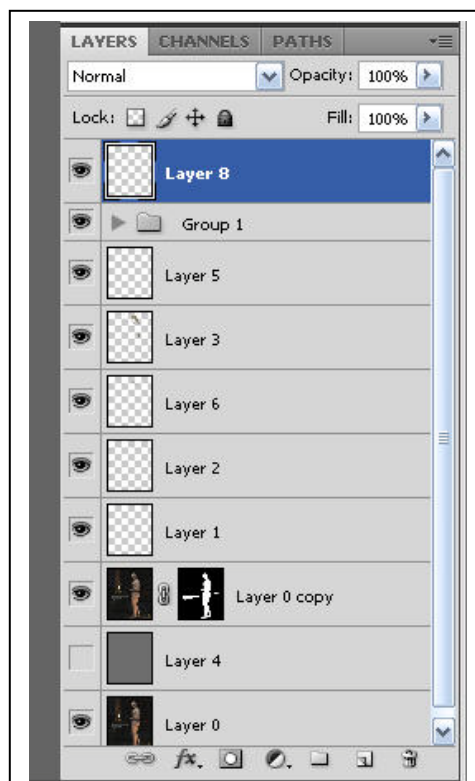 LAYERS CHANNELS PATHS
Normal Opacity: 100%
Lock: Fill: 100%
Layer 8
Group 1
Layer 5
Layer 3
Layer 6
Layer 2
Layer 1
Layer 0 copy
Layer 4
Layer 0
fx.